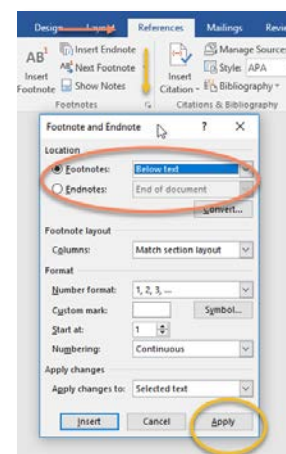 Design Layout References Mailings Revie
AB¹ Insert Endnote
Next Footnote
Show Notes
Insert Footnote
Footnotes
Insert Citation
Manage Source
Style: APA
Bibliography
Citations & Bibliography
Footnote and Endnote ? ×
Location
Footnotes: Below text
Endnotes: End of document
Convert...
Footnote layout
Columns: Match section layout
Format
Number format: 1, 2, 3, ...
Custom mark: Symbol...
Start at: 1
Numbering: Continuous
Apply changes
Apply changes to: Selected text
Insert Cancel Apply